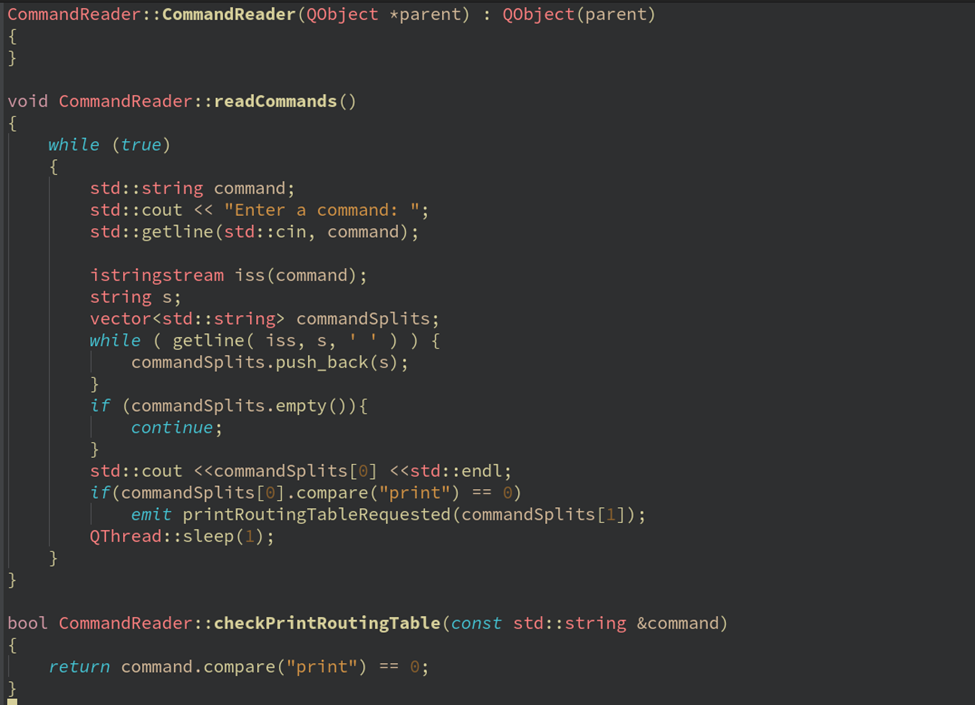 CommandReader::CommandReader(QObject *parent) : QObject(parent)
{
}

void CommandReader::readCommands()
{
    while (true)
    {
        std::string command;
        std::cout << "Enter a command: ";
        std::getline(std::cin, command);

        istringstream iss(command);
        string s;
        vector<std::string> commandSplits;
        while ( getline( iss, s, ' ' ) ) {
            commandSplits.push_back(s);
        }
        if (commandSplits.empty()){
            continue;
        }
        std::cout <<commandSplits[0] <<std::endl;
        if(commandSplits[0].compare("print") == 0)
            emit printRoutingTableRequested(commandSplits[1]);
        QThread::sleep(1);
    }
}

bool CommandReader::checkPrintRoutingTable(const std::string &command)
{
    return command.compare("print") == 0;
}